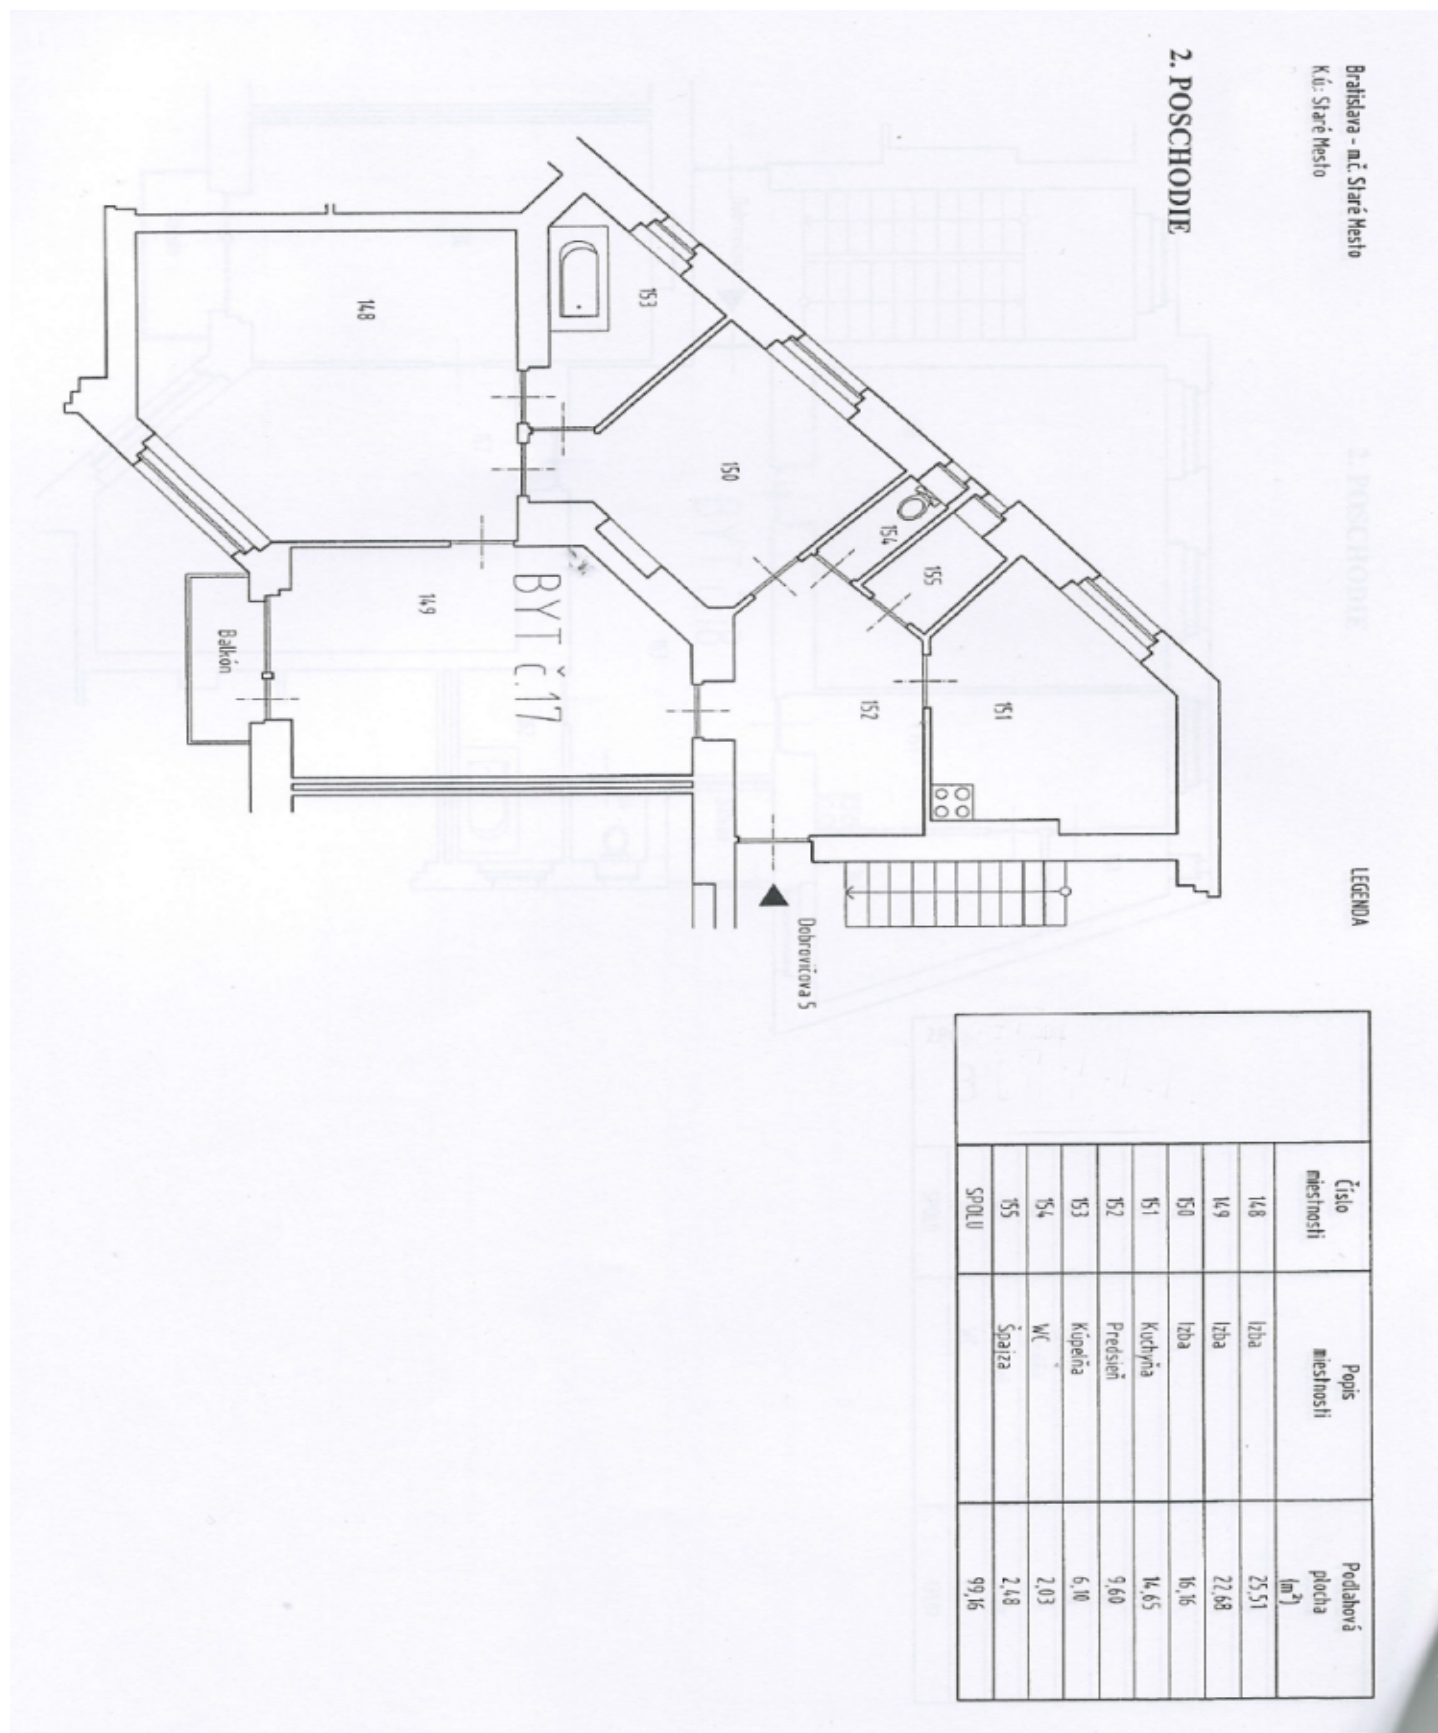 Bratislava - m.č. Staré Mesto
K.ú.: Staré Mesto
2. POSCHODIE
LEGENDA
Číslo miestnosti Popis miestnosti Podlahová plocha (m²)
148 Izba 25,51
149 Izba 22,68
150 Izba 16,16
151 Kuchyňa 14,65
152 Predsieň 9,60
153 Kúpelňa 6,10
154 WC 2,03
155 Špajza 2,48
SPOLU 99,16
153
148
150
154
155
151
152
149
BYT č.17
Balkón
Dobrovičova 5
2. POSCHODIE